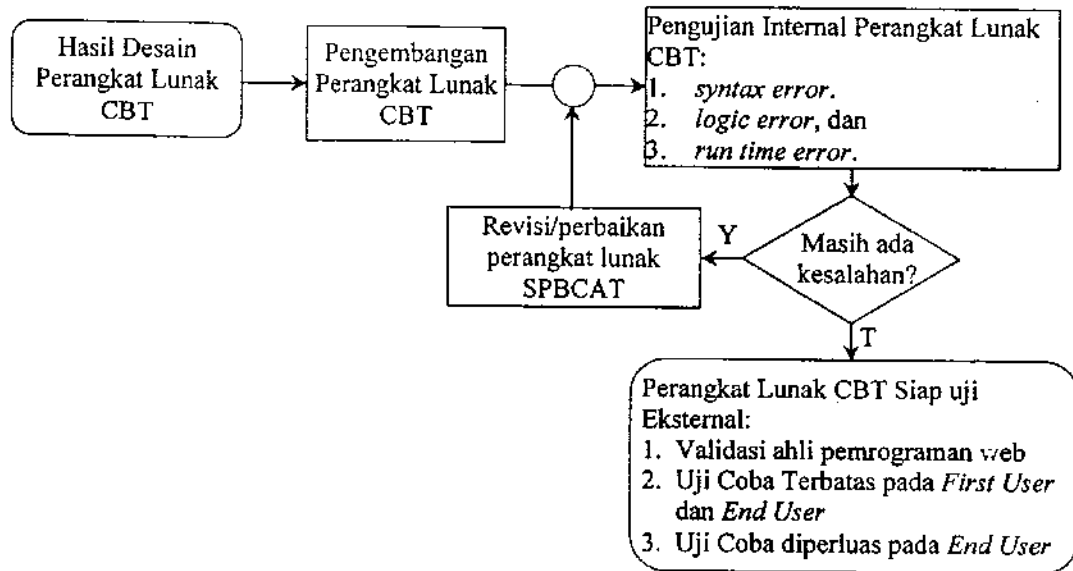 Hasil Desain
Perangkat Lunak
CBT
Pengembangan
Perangkat Lunak
CBT
Pengujian Internal Perangkat Lunak
CBT:
1. syntax error.
2. logic error, dan
3. run time error.
Revisi/perbaikan
perangkat lunak
SPBCAT
Y
Masih ada
kesalahan?
T
Perangkat Lunak CBT Siap uji
Eksternal:
1. Validasi ahli pemrograman web
2. Uji Coba Terbatas pada First User
dan End User
3. Uji Coba diperluas pada End User